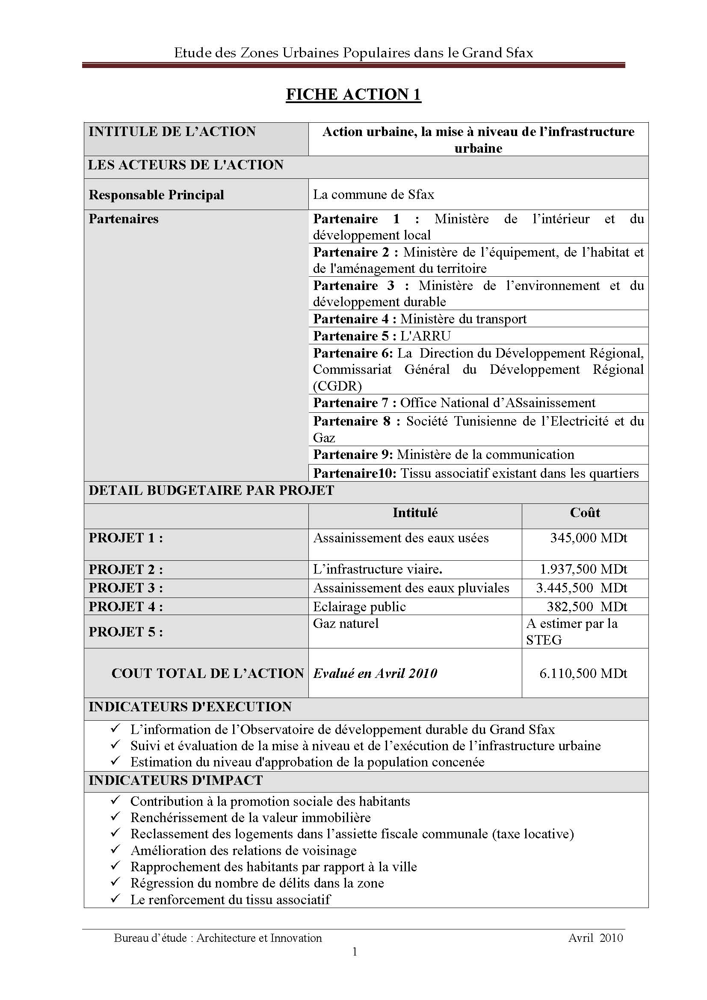 Etude des Zones Urbaines Populaires dans le Grand Sfax
FICHE ACTION 1
INTITULE DE L’ACTION
Action urbaine, la mise à niveau de l’infrastructure
urbaine
LES ACTEURS DE L'ACTION
Responsable Principal
La commune de Sfax
Partenaires
Partenaire 1 : Ministère de l’intérieur et du
développement local
Partenaire 2 : Ministère de l’équipement, de l’habitat et
de l'aménagement du territoire
Partenaire 3 : Ministère de l’environnement et du
développement durable
Partenaire 4 : Ministère du transport
Partenaire 5 : L'ARRU
Partenaire 6: La Direction du Développement Régional,
Commissariat Général du Développement Régional
(CGDR)
Partenaire 7 : Office National d’ASsainissement
Partenaire 8 : Société Tunisienne de l’Electricité et du
Gaz
Partenaire 9: Ministère de la communication
Partenaire10: Tissu associatif existant dans les quartiers
DETAIL BUDGETAIRE PAR PROJET
Intitulé Coût
PROJET 1 : Assainissement des eaux usées 345,000 MDt
PROJET 2 : L’infrastructure viaire. 1.937,500 MDt
PROJET 3 : Assainissement des eaux pluviales 3.445,500 MDt
PROJET 4 : Eclairage public 382,500 MDt
PROJET 5 : Gaz naturel A estimer par la
STEG
COUT TOTAL DE L’ACTION Evalué en Avril 2010 6.110,500 MDt
INDICATEURS D'EXECUTION
✓ L’information de l’Observatoire de développement durable du Grand Sfax
✓ Suivi et évaluation de la mise à niveau et de l’exécution de l’infrastructure urbaine
✓ Estimation du niveau d'approbation de la population concenée
INDICATEURS D'IMPACT
✓ Contribution à la promotion sociale des habitants
✓ Renchérissement de la valeur immobilière
✓ Reclassement des logements dans l’assiette fiscale communale (taxe locative)
✓ Amélioration des relations de voisinage
✓ Rapprochement des habitants par rapport à la ville
✓ Régression du nombre de délits dans la zone
✓ Le renforcement du tissu associatif
Bureau d’étude : Architecture et Innovation Avril 2010
1